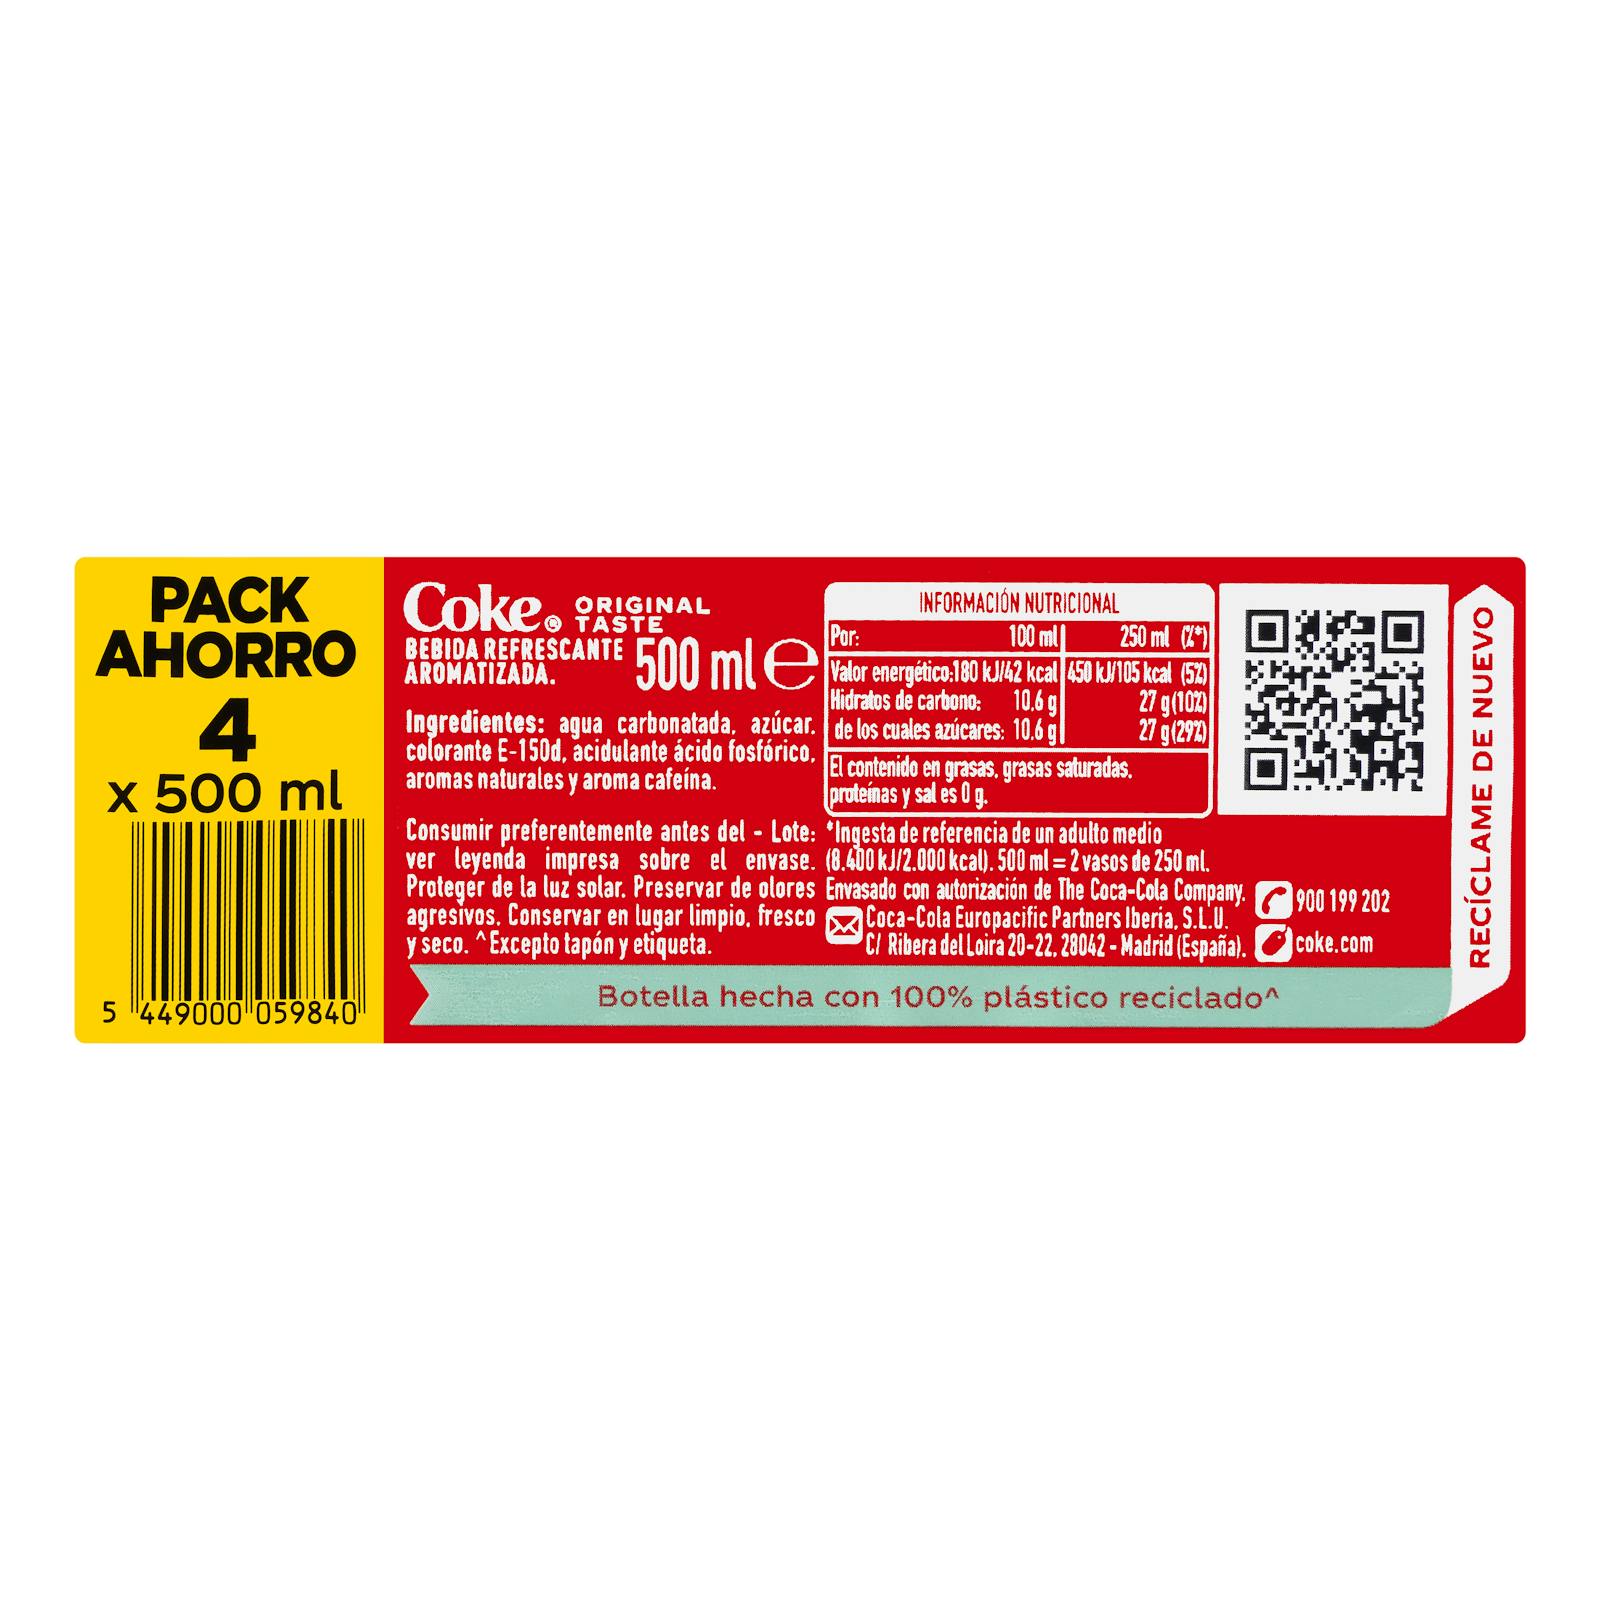 PACK
AHORRO
4
x 500 ml
5 449000 059840
Coke® ORIGINAL
TASTE
BEBIDA REFRESCANTE
AROMATIZADA.
500 ml e
Ingredientes: agua carbonatada, azúcar,
colorante E-150d, acidulante ácido fosfórico,
aromas naturales y aroma cafeína.
Consumir preferentemente antes del - Lote:
ver leyenda impresa sobre el envase.
Proteger de la luz solar. Preservar de olores
agresivos. Conservar en lugar limpio, fresco
y seco. ^Excepto tapón y etiqueta.
INFORMACIÓN NUTRICIONAL
Por: 100 ml 250 ml (%*)
Valor energético: 180 kJ/42 kcal 450 kJ/105 kcal (5%)
Hidratos de carbono: 10,6 g 27 g (10%)
de los cuales azúcares: 10,6 g 27 g (29%)
El contenido en grasas, grasas saturadas,
proteínas y sal es 0 g.
*Ingesta de referencia de un adulto medio
(8.400 kJ/2.000 kcal). 500 ml = 2 vasos de 250 ml.
Envasado con autorización de The Coca-Cola Company.
Coca-Cola Europacific Partners Iberia, S.L.U.
C/ Ribera del Loira 20-22, 28042 - Madrid (España).
900 199 202
coke.com
Botella hecha con 100% plástico reciclado^
RECÍCLAME DE NUEVO